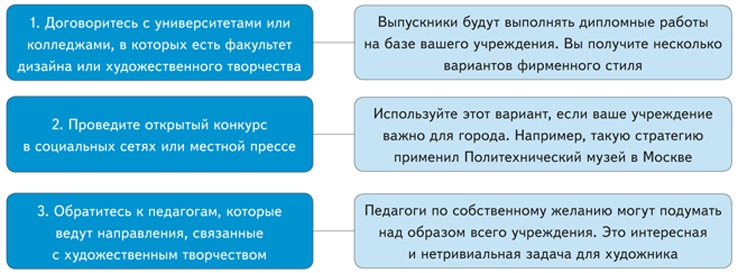 1. Договоритесь с университетами или
колледжами, в которых есть факультет
дизайна или художественного творчества
Выпускники будут выполнять дипломные работы
на базе вашего учреждения. Вы получите несколько
вариантов фирменного стиля
2. Проведите открытый конкурс
в социальных сетях или местной прессе
Используйте этот вариант, если ваше учреждение
важно для города. Например, такую стратегию
применил Политехнический музей в Москве
3. Обратитесь к педагогам, которые
ведут направления, связанные
с художественным творчеством
Педагоги по собственному желанию могут подумать
над образом всего учреждения. Это интересная
и нетривиальная задача для художника